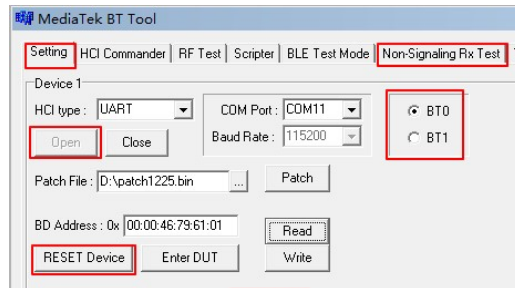 MediaTek BT Tool
Setting HCI Commander RF Test Scripter BLE Test Mode Non-Signaling Rx Test
Device 1
HCI type : UART COM Port : COM11 BT0
Open Close Baud Rate : 115200 BT1
Patch File : D:\patch1225.bin ... Patch
BD Address : 0x 00:00:46:79:61:01 Read
RESET Device Enter DUT Write